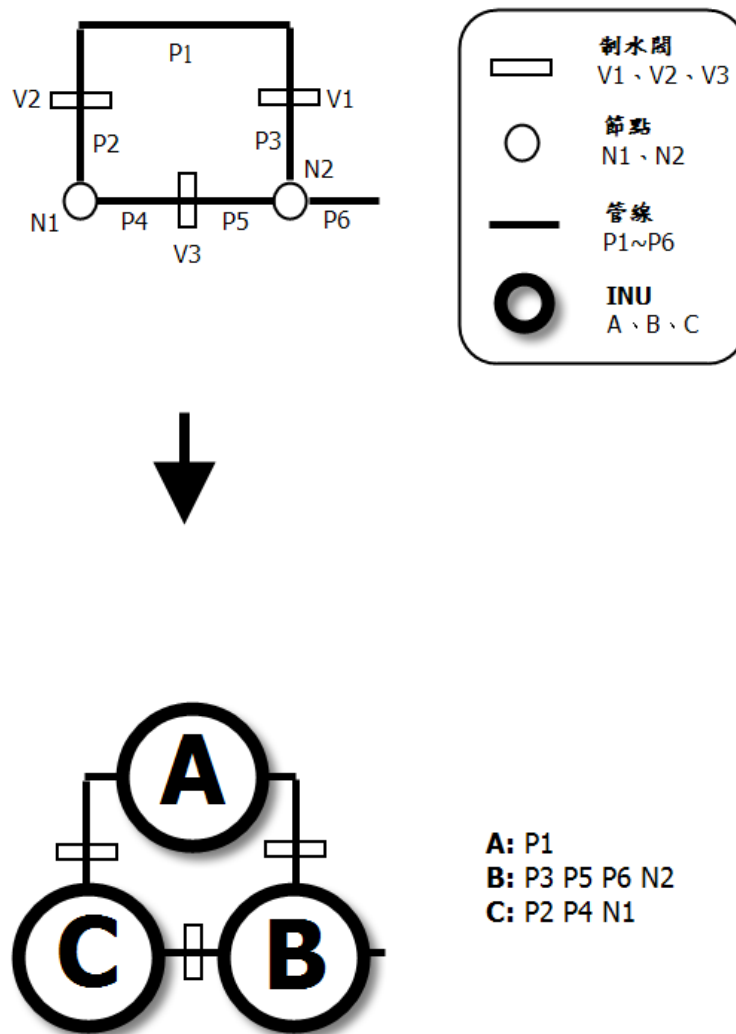 P1
V2
V1
P2
P3
N2
N1
P4
P5
P6
V3
制水閥
V1、V2、V3
節點
N1、N2
管線
P1~P6
INU
A、B、C
A
C
B
A: P1
B: P3 P5 P6 N2
C: P2 P4 N1